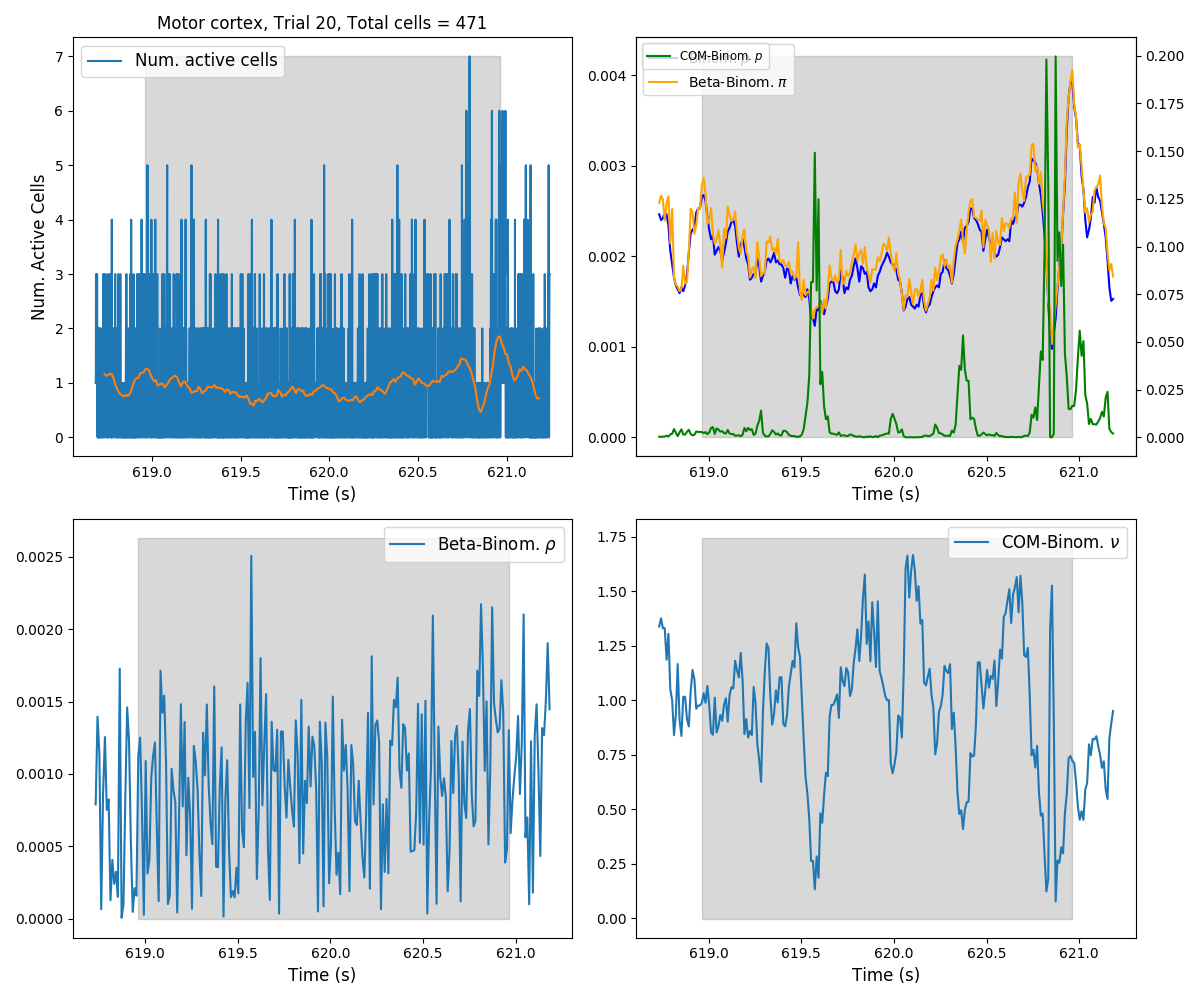 Motor cortex, Trial 20, Total cells = 471
Num. active cells
Num. Active Cells
7
6
5
4
3
2
1
0
619.0 619.5 620.0 620.5 621.0
Time (s)
COM-Binom. p
Beta-Binom. π
0.004
0.003
0.002
0.001
0.000
0.200
0.175
0.150
0.125
0.100
0.075
0.050
0.025
0.000
619.0 619.5 620.0 620.5 621.0
Time (s)
Beta-Binom. ρ
0.0025
0.0020
0.0015
0.0010
0.0005
0.0000
619.0 619.5 620.0 620.5 621.0
Time (s)
COM-Binom. ν
1.75
1.50
1.25
1.00
0.75
0.50
0.25
0.00
619.0 619.5 620.0 620.5 621.0
Time (s)